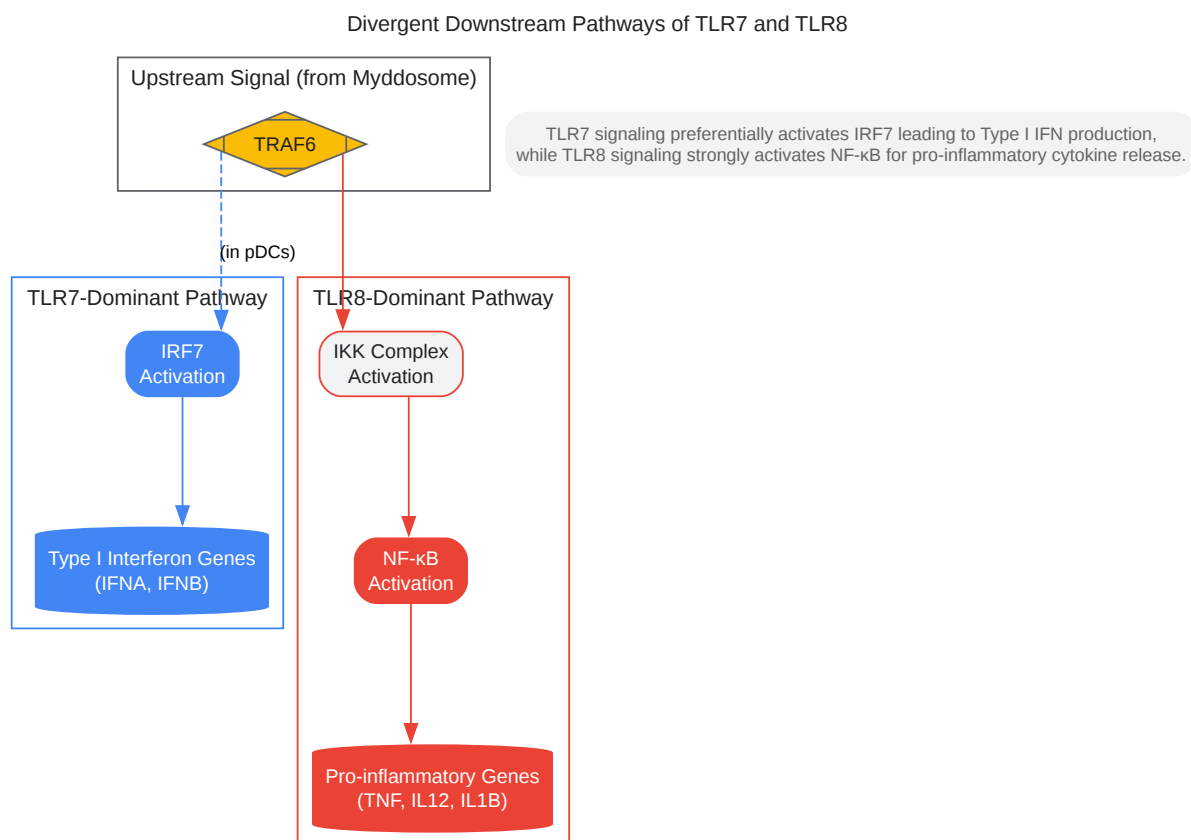 Divergent Downstream Pathways of TLR7 and TLR8
Upstream Signal (from Myddosome)
TRAF6
TLR7 signaling preferentially activates IRF7 leading to Type I IFN production,
while TLR8 signaling strongly activates NF-κB for pro-inflammatory cytokine release.
(in pDCs)
TLR7-Dominant Pathway
IRF7
Activation
Type I Interferon Genes
(IFNA, IFNB)
TLR8-Dominant Pathway
IKK Complex
Activation
NF-κB
Activation
Pro-inflammatory Genes
(TNF, IL12, IL1B)